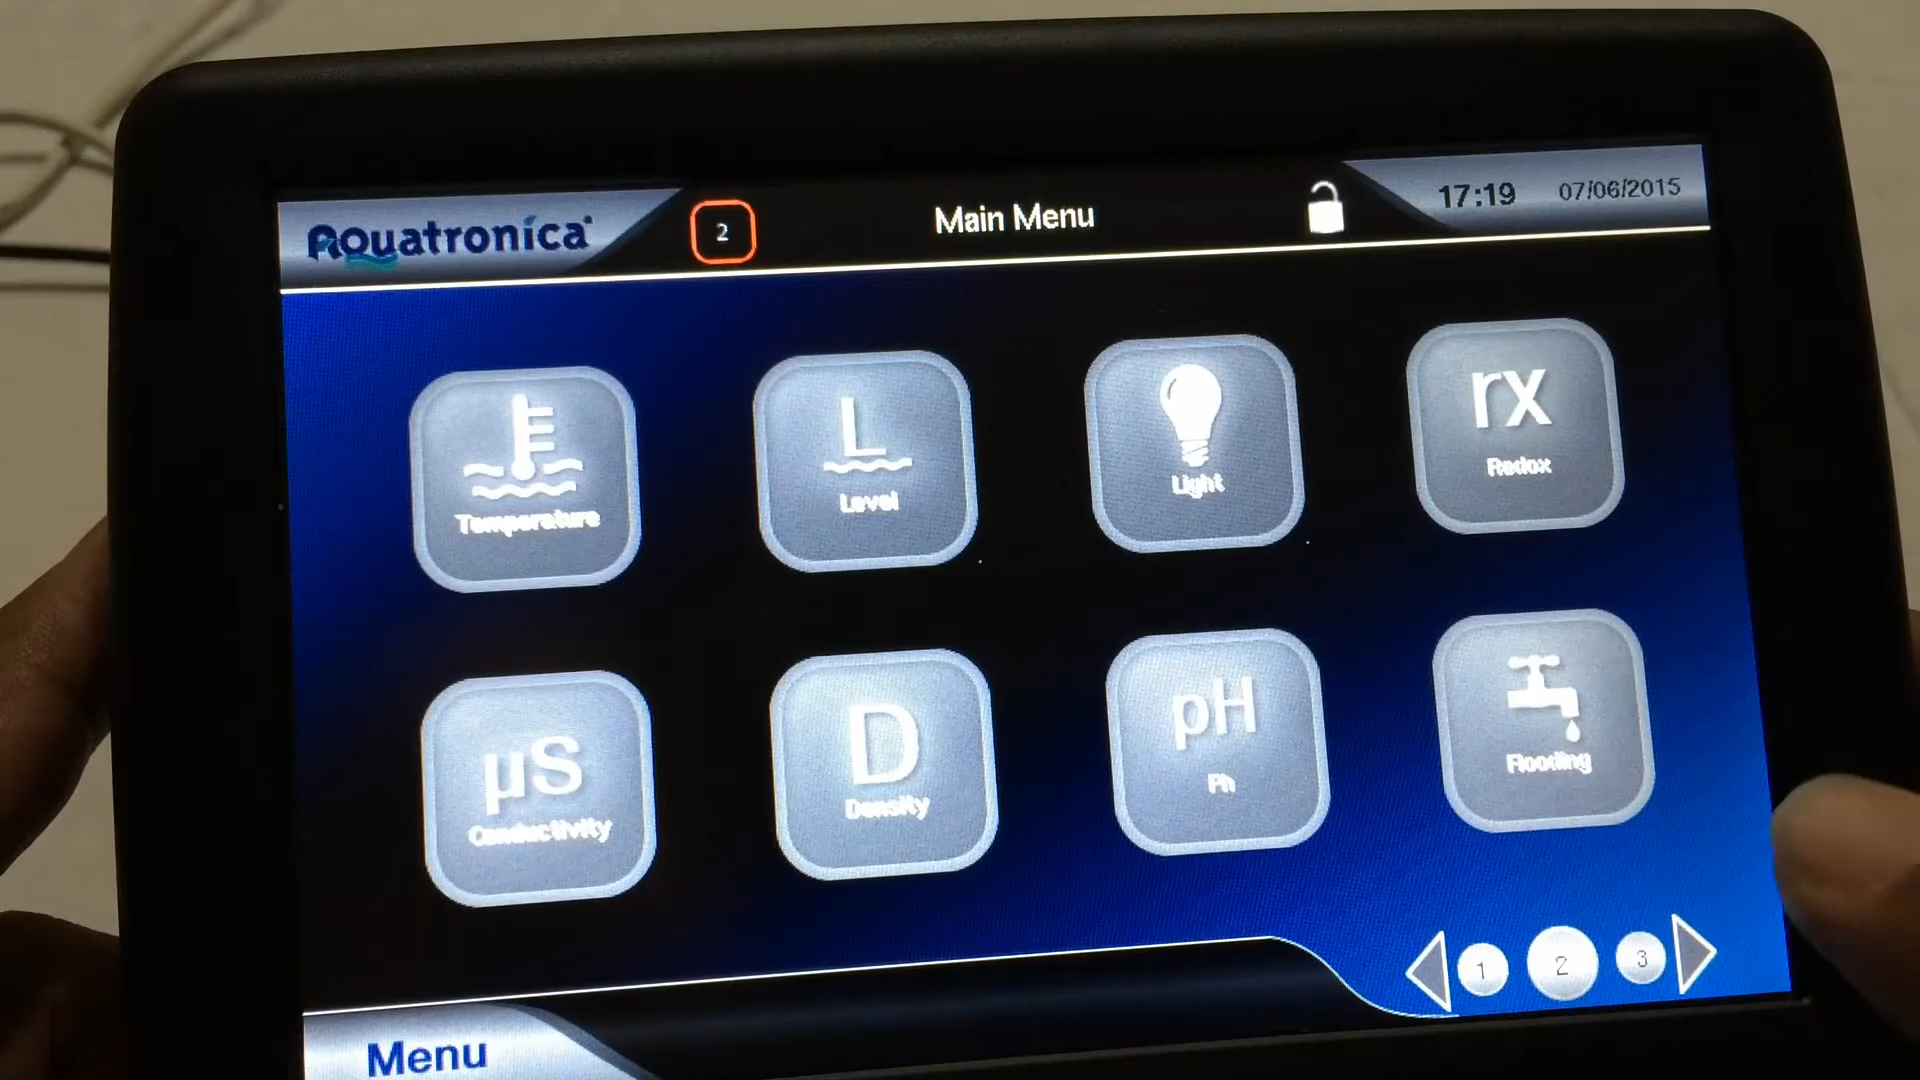 Aquatronica
2
Main Menu
17:19
07/06/2015
E
Temperature
L
Level
Light
rx
Redox
µS
Conductivity
D
Density
pH
Ph
Flooding
1
2
3
Menu